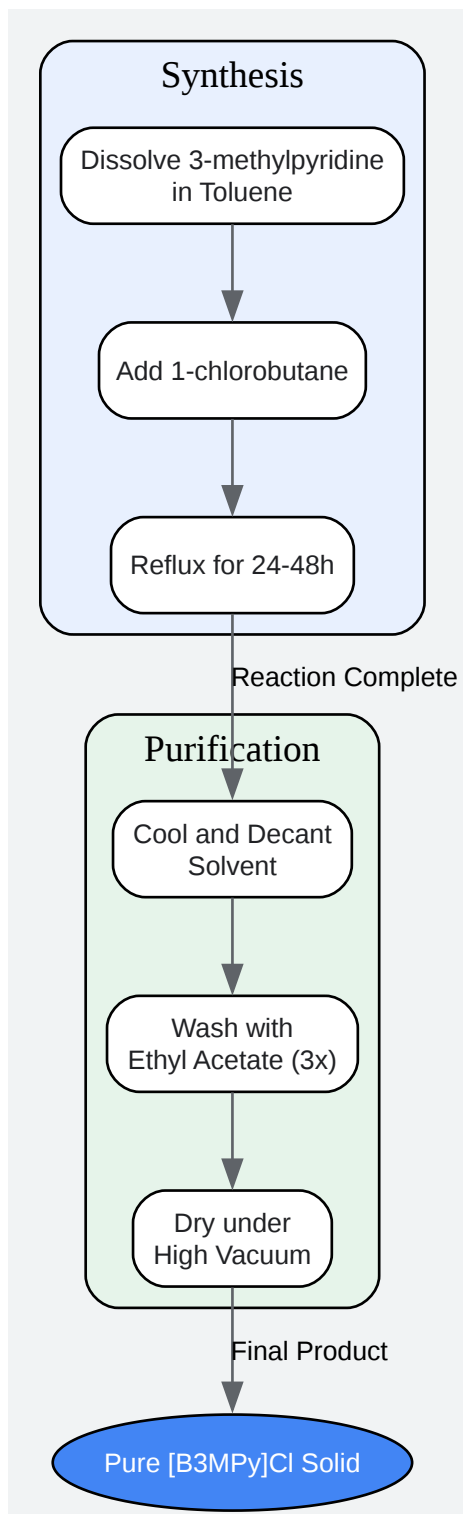 Synthesis
Dissolve 3-methylpyridine
in Toluene
Add 1-chlorobutane
Reflux for 24-48h
Reaction Complete
Purification
Cool and Decant
Solvent
Wash with
Ethyl Acetate (3x)
Dry under
High Vacuum
Final Product
Pure [B3MPy]Cl Solid